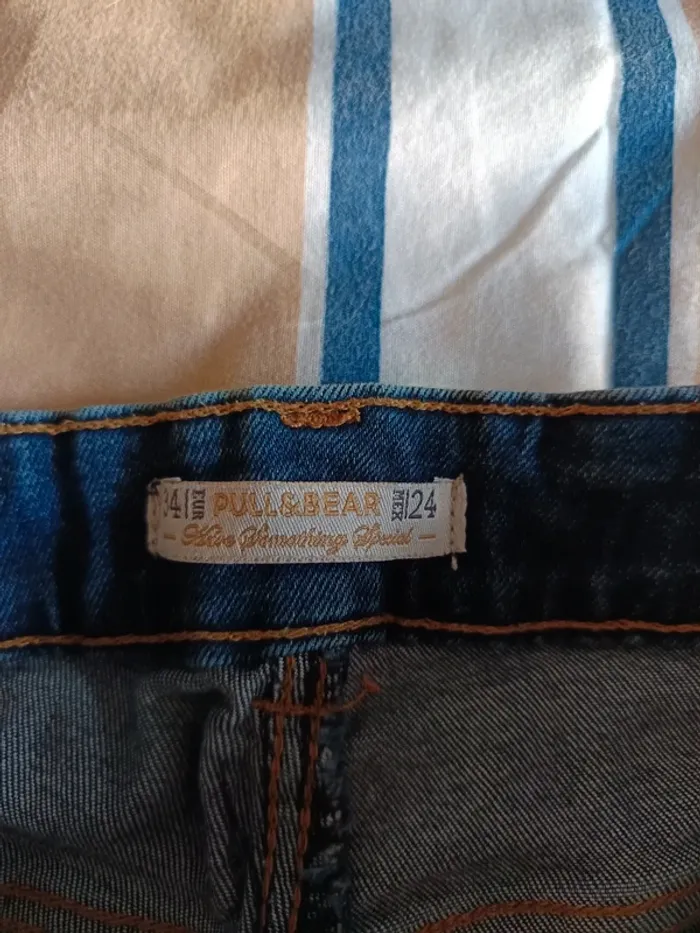 34 EUR PULL&BEAR MEX 24
- Have Something Special -